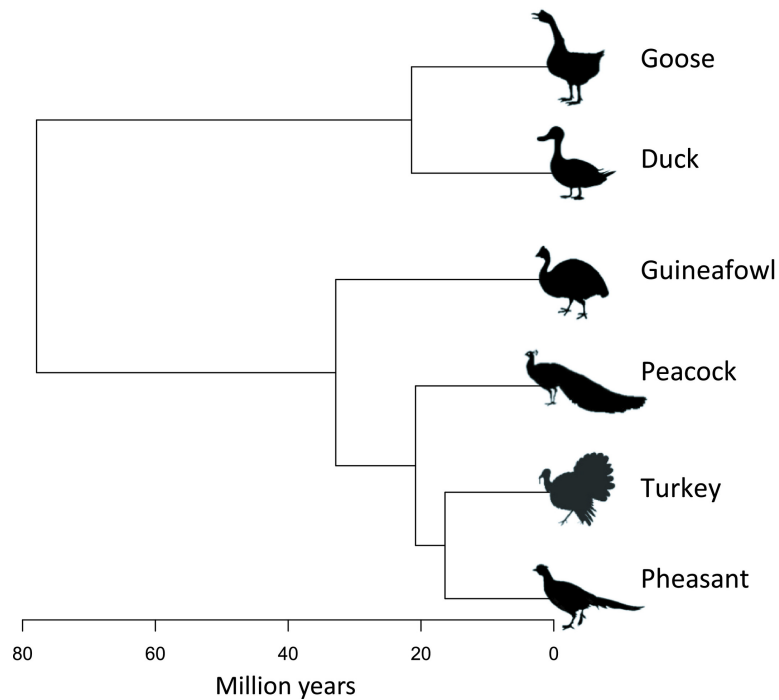 Goose
Duck
Guineafowl
Peacock
Turkey
Pheasant
80 60 40 20 0
Million years